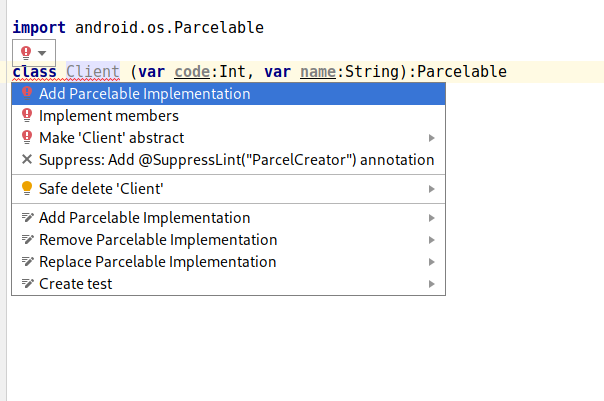 import android.os.Parcelable
class Client (var code:Int, var name:String):Parcelable
Add Parcelable Implementation
Implement members
Make 'Client' abstract
Suppress: Add @SuppressLint("ParcelCreator") annotation
Safe delete 'Client'
Add Parcelable Implementation
Remove Parcelable Implementation
Replace Parcelable Implementation
Create test